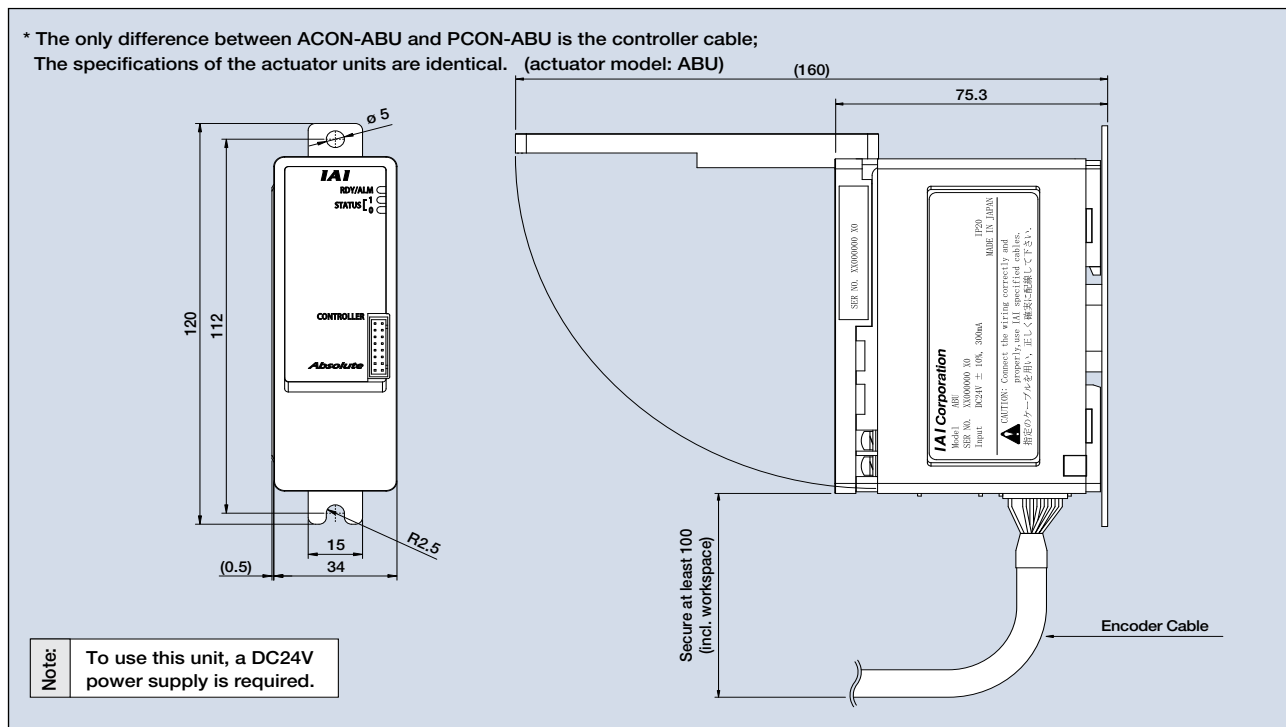 * The only difference between ACON-ABU and PCON-ABU is the controller cable;
The specifications of the actuator units are identical. (actuator model: ABU)
(160)
75.3
ø 5
IAI
RDY/ALM
STATUS [ 1
0
CONTROLLER
Absolute
120
112
15
R2.5
(0.5)
34
SER NO. XX000000 X0
IAI Corporation
Model ABU
SER NO. XX000000 X0
Input DC24V ± 10%, 300mA IP20
MADE IN JAPAN
CAUTION: Connect the wiring correctly and
properly,use IAI specified cables.
指定のケーブルを用い、正しく確実に配線して下さい。
Secure at least 100
(incl. workspace)
Encoder Cable
Note:
To use this unit, a DC24V
power supply is required.